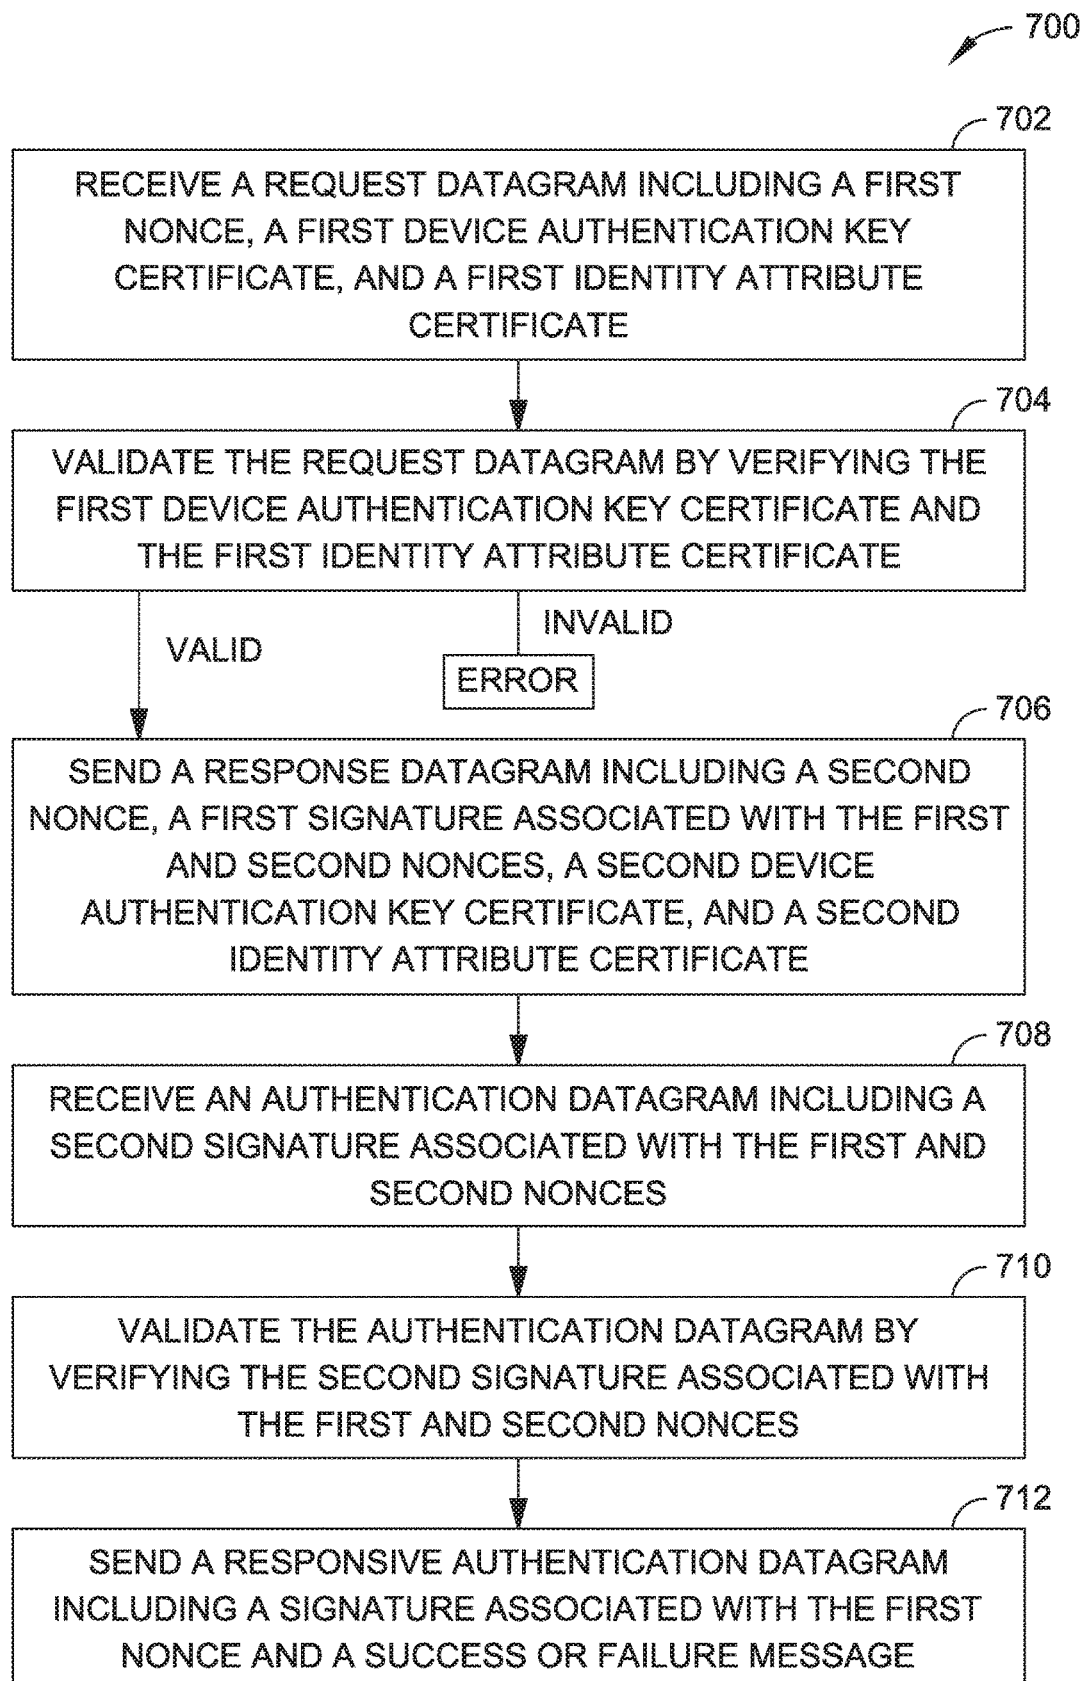 700
702
RECEIVE A REQUEST DATAGRAM INCLUDING A FIRST
NONCE, A FIRST DEVICE AUTHENTICATION KEY
CERTIFICATE, AND A FIRST IDENTITY ATTRIBUTE
CERTIFICATE
704
VALIDATE THE REQUEST DATAGRAM BY VERIFYING THE
FIRST DEVICE AUTHENTICATION KEY CERTIFICATE AND
THE FIRST IDENTITY ATTRIBUTE CERTIFICATE
VALID
INVALID
ERROR
706
SEND A RESPONSE DATAGRAM INCLUDING A SECOND
NONCE, A FIRST SIGNATURE ASSOCIATED WITH THE FIRST
AND SECOND NONCES, A SECOND DEVICE
AUTHENTICATION KEY CERTIFICATE, AND A SECOND
IDENTITY ATTRIBUTE CERTIFICATE
708
RECEIVE AN AUTHENTICATION DATAGRAM INCLUDING A
SECOND SIGNATURE ASSOCIATED WITH THE FIRST AND
SECOND NONCES
710
VALIDATE THE AUTHENTICATION DATAGRAM BY
VERIFYING THE SECOND SIGNATURE ASSOCIATED WITH
THE FIRST AND SECOND NONCES
712
SEND A RESPONSIVE AUTHENTICATION DATAGRAM
INCLUDING A SIGNATURE ASSOCIATED WITH THE FIRST
NONCE AND A SUCCESS OR FAILURE MESSAGE